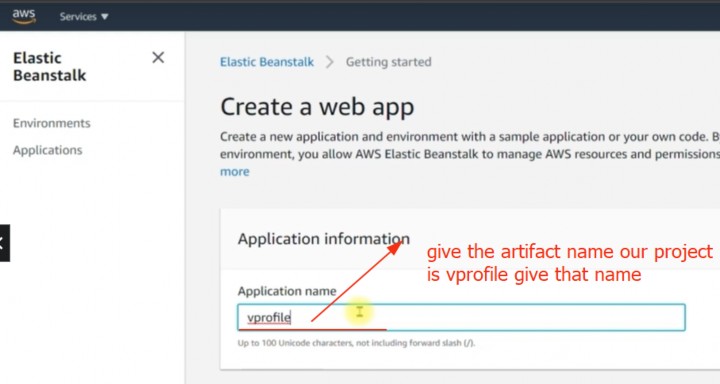 aws
Services ▼
Elastic
Beanstalk
Environments
Applications
Elastic Beanstalk > Getting started
Create a web app
Create a new application and environment with a sample application or your own code. B
environment, you allow AWS Elastic Beanstalk to manage AWS resources and permissions
more
Application information
give the artifact name our project
is vprofile give that name
Application name
vprofile
Up to 100 Unicode characters, not including forward slash (/).